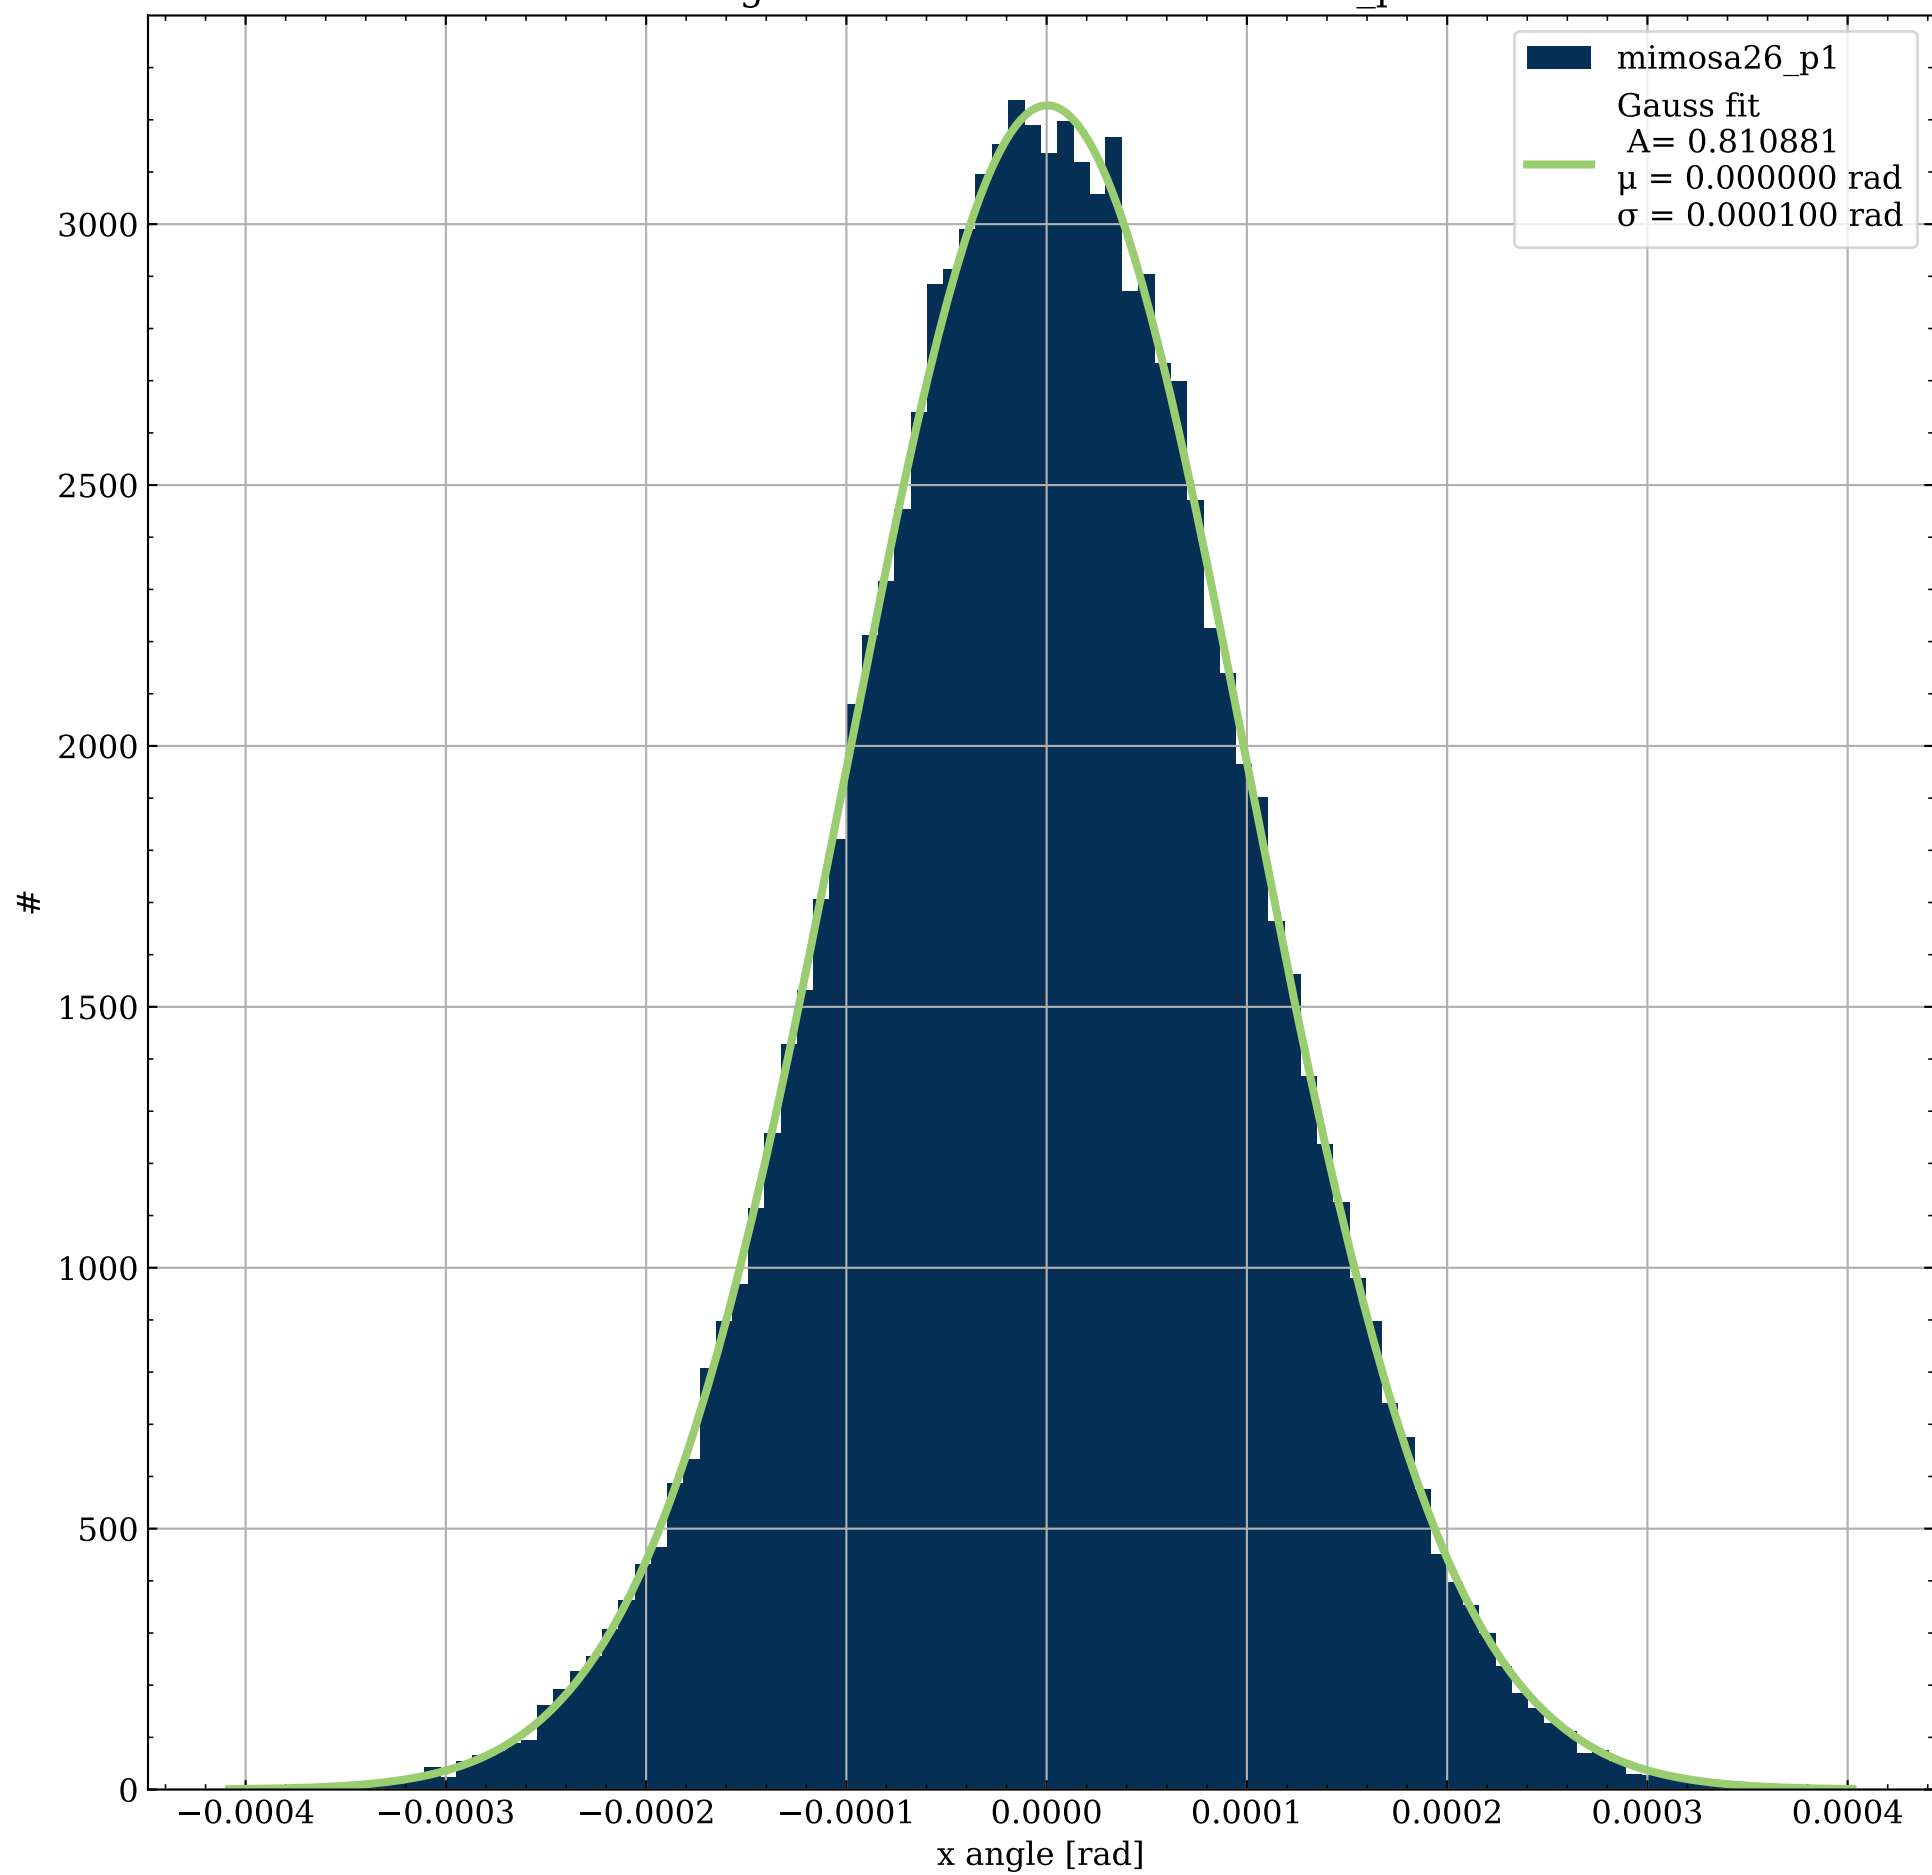 mimosa26_p1
Gauss fit
A= 0.810881
μ = 0.000000 rad
σ = 0.000100 rad
3000
2500
2000
1500
1000
500
0
#
−0.0004 −0.0003 −0.0002 −0.0001 0.0000 0.0001 0.0002 0.0003 0.0004
x angle [rad]